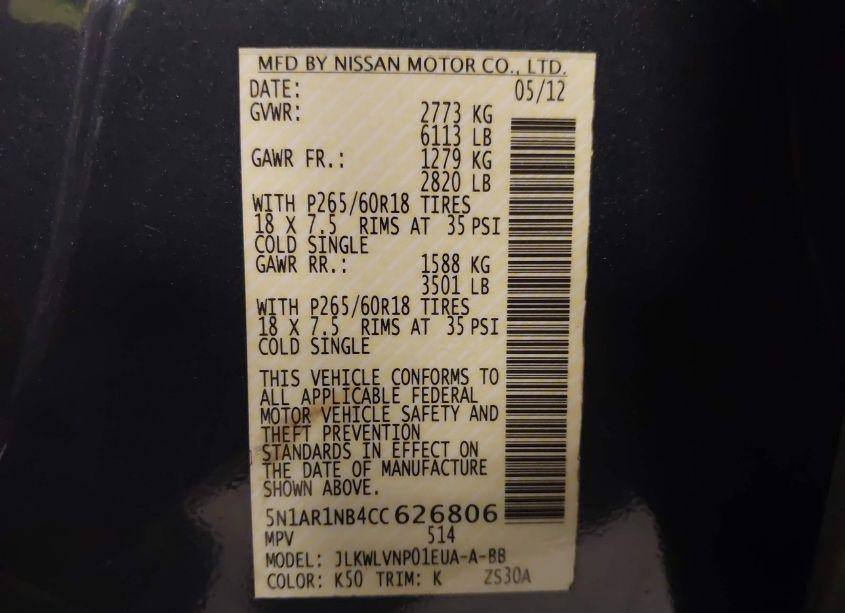 MFD BY NISSAN MOTOR CO., LTD.
DATE: 05/12
GVWR: 2773 KG
6113 LB
GAWR FR.: 1279 KG
2820 LB
WITH P265/60R18 TIRES
18 X 7.5 RIMS AT 35 PSI
COLD SINGLE
GAWR RR.: 1588 KG
3501 LB
WITH P265/60R18 TIRES
18 X 7.5 RIMS AT 35 PSI
COLD SINGLE
THIS VEHICLE CONFORMS TO
ALL APPLICABLE FEDERAL
MOTOR VEHICLE SAFETY AND
THEFT PREVENTION
STANDARDS IN EFFECT ON
THE DATE OF MANUFACTURE
SHOWN ABOVE.
5N1AR1NB4CC 626806
MPV 514
MODEL: JLKWLVNP01EUA-A-BB
COLOR: K50 TRIM: K ZS30A